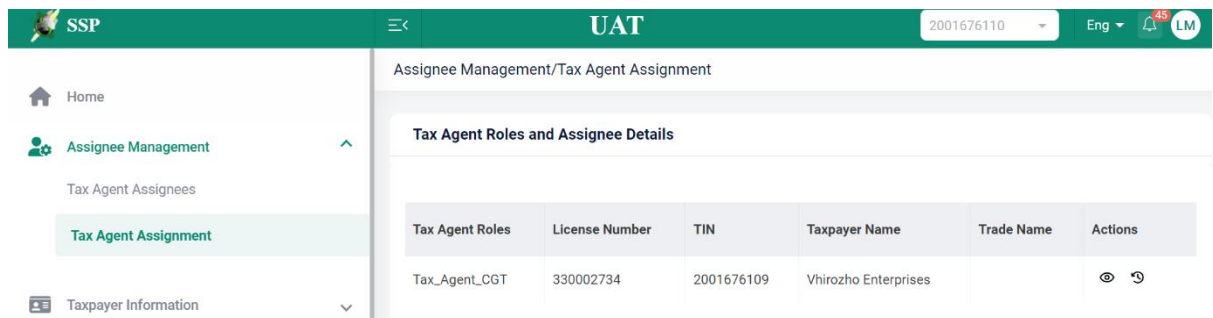 SSP
UAT
2001676110
Eng
45
LM
Assignee Management/Tax Agent Assignment
Home
Assignee Management
Tax Agent Assignees
Tax Agent Assignment
Taxpayer Information
Tax Agent Roles and Assignee Details
Tax Agent Roles License Number TIN Taxpayer Name Trade Name Actions
Tax_Agent_CGT 330002734 2001676109 Vhirozho Enterprises